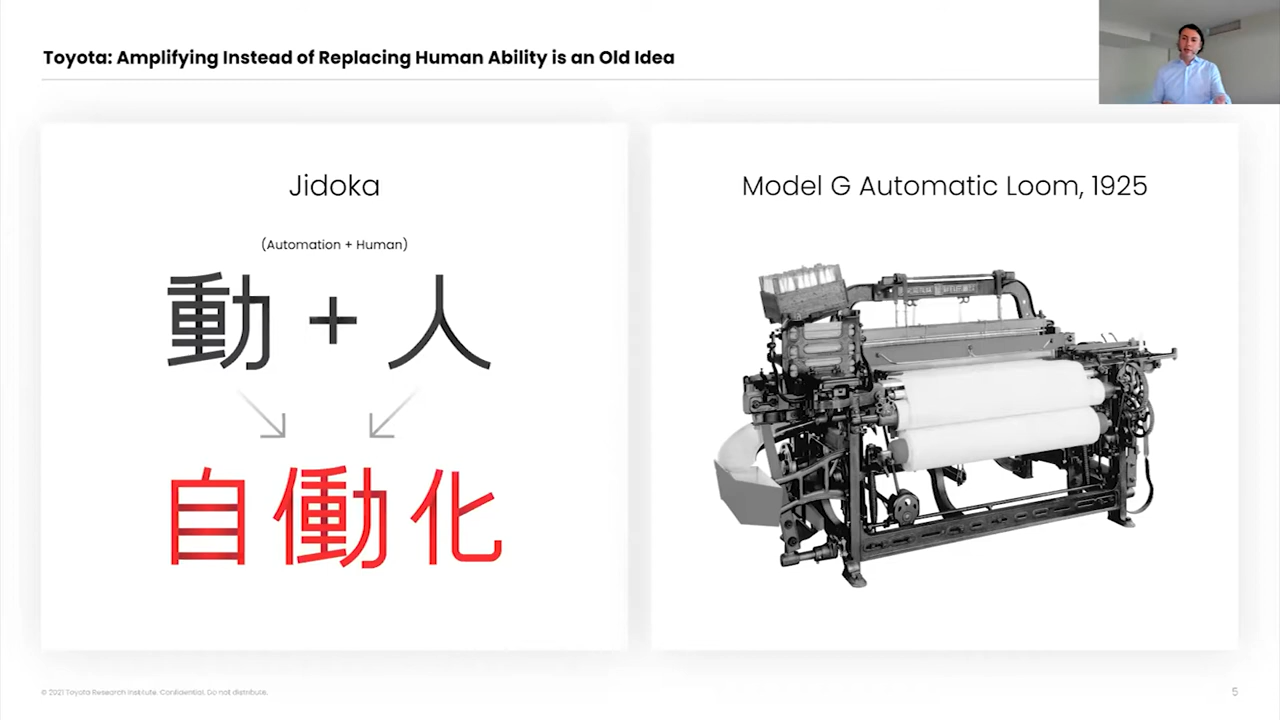 Toyota: Amplifying Instead of Replacing Human Ability is an Old Idea
Jidoka
(Automation + Human)
動 + 人
自働化
Model G Automatic Loom, 1925
© 2021 Toyota Research Institute. Confidential. Do not distribute.
5